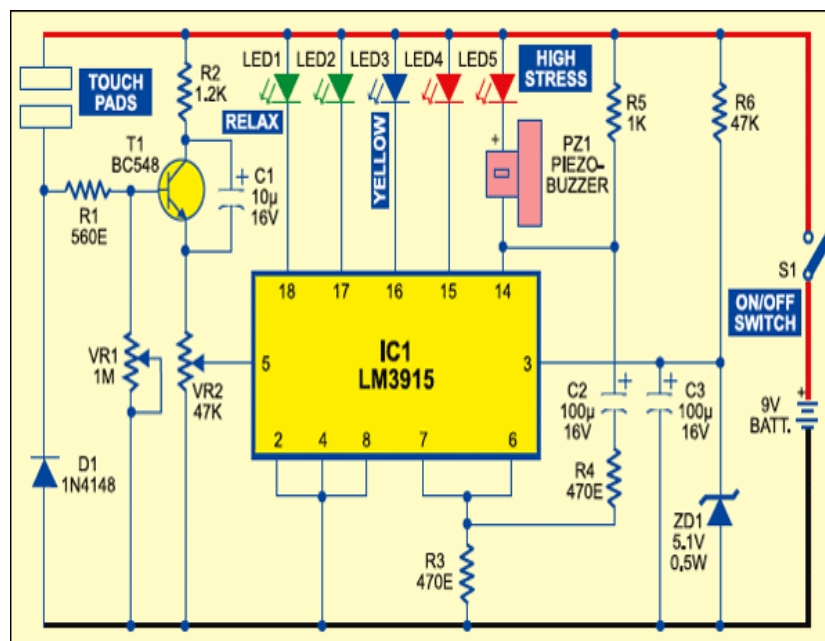 TOUCH
PADS
R2
1.2K
LED1
LED2
LED3
LED4
LED5
HIGH
STRESS
RELAX
YELLOW
T1
BC548
+
C1
10µ
16V
R1
560E
+
PZ1
PIEZO-
BUZZER
R5
1K
R6
47K
S1
ON/OFF
SWITCH
18
17
16
15
14
IC1
LM3915
5
3
2
4
8
7
6
VR1
1M
VR2
47K
C2
100µ
16V
+
C3
100µ
16V
+
9V
BATT.
+
D1
1N4148
R3
470E
R4
470E
ZD1
5.1V
0,5W